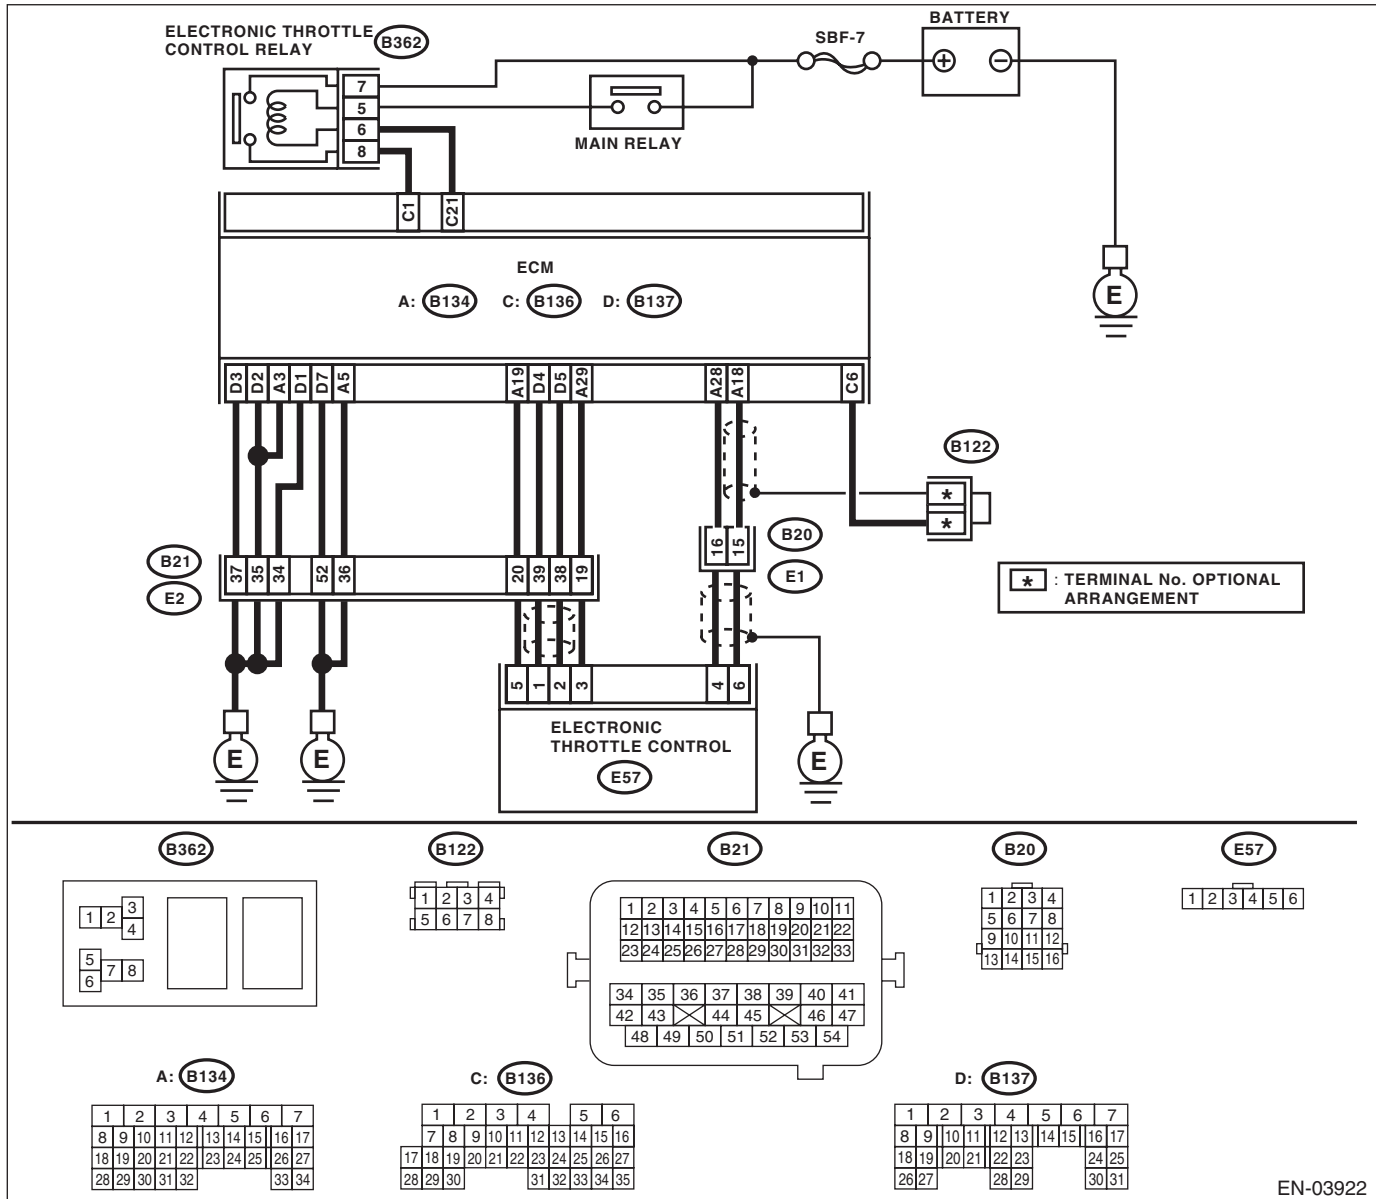 ELECTRONIC THROTTLE
CONTROL RELAY
B362
SBF-7
BATTERY
+ −
7
5
6
8
MAIN RELAY
C1 C21
E
ECM
A: B134 C: B136 D: B137
D3 D2 A3 D1 D7 A5 A19 D4 D5 A29 A28 A18 C6
B122
*
*
B21
E2
37 35 34 52 36 20 39 38 19
16 15
B20
E1
* : TERMINAL No. OPTIONAL
ARRANGEMENT
5 1 2 3 4 6
ELECTRONIC
THROTTLE CONTROL
E57
E E E
B362 B122 B21 B20 E57
1 2 3
4
5 7 8
6
1 2 3 4
5 6 7 8
1 2 3 4 5 6 7 8 9 10 11
12 13 14 15 16 17 18 19 20 21 22
23 24 25 26 27 28 29 30 31 32 33
34 35 36 37 38 39 40 41
42 43 44 45 46 47
48 49 50 51 52 53 54
1 2 3 4
5 6 7 8
9 10 11 12
13 14 15 16
1 2 3 4 5 6
A: B134
1 2 3 4 5 6 7
8 9 10 11 12 13 14 15 16 17
18 19 20 21 22 23 24 25 26 27
28 29 30 31 32 33 34
C: B136
1 2 3 4 5 6
7 8 9 10 11 12 13 14 15 16
17 18 19 20 21 22 23 24 25 26 27
28 29 30 31 32 33 34 35
D: B137
1 2 3 4 5 6 7
8 9 10 11 12 13 14 15 16 17
18 19 20 21 22 23 24 25
26 27 28 29 30 31
EN-03922